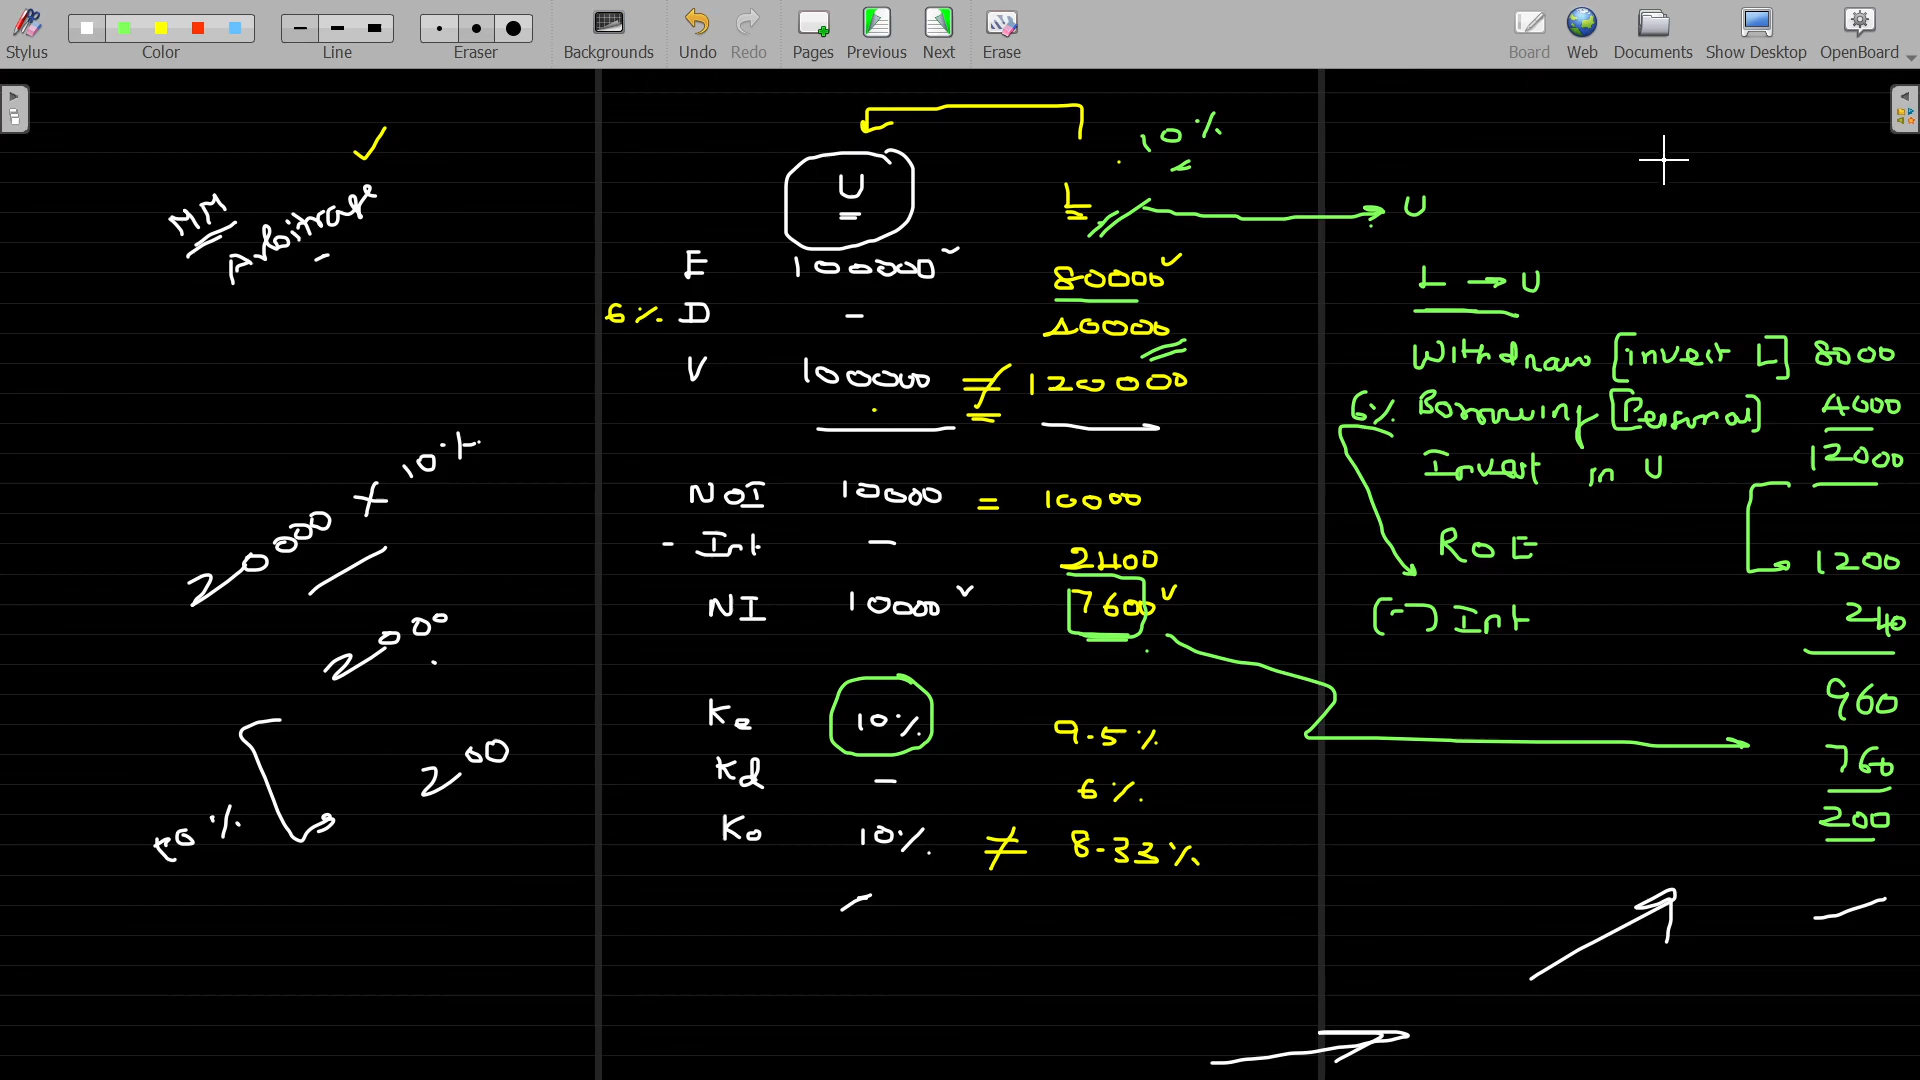 Stylus Color Line Eraser Backgrounds Undo Redo Pages Previous Next Erase Board Web Documents Show Desktop OpenBoard
MM
Arbitrage
20000 x 10%
2000
10% 200
U L 10%
E 100000 80000
6% D - 40000
V 100000 ≠ 120000
NOI 10000 = 10000
- Int - 2400
NI 10000 7600
Ke 10% 9.5%
Kd - 6%
Ko 10% ≠ 8.33%
U
L → U
Withdraw [invest L] 8000
6% Borrowing [Personal] 4000
Invest in U 12000
ROE 1200
(-) Int 240
960
760
200